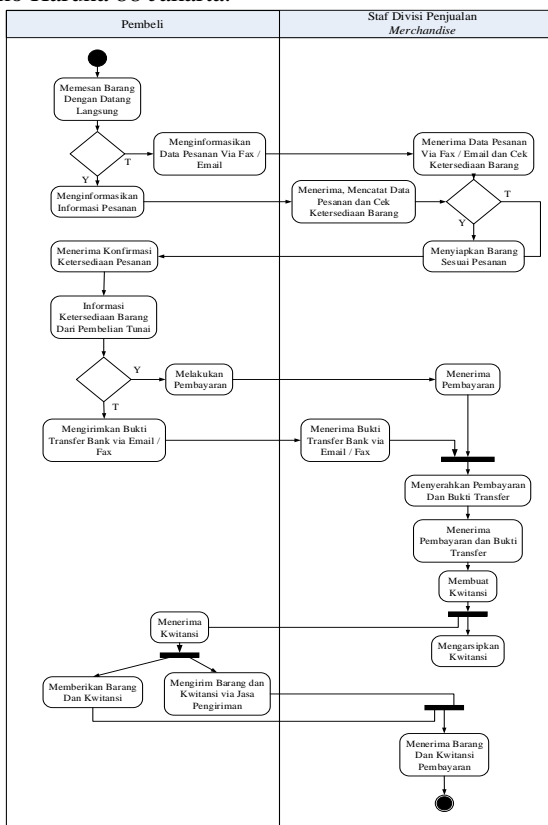 Pembeli
Staf Divisi Penjualan
Merchandise
Memesan Barang
Dengan Datang
Langsung
T
Y
Menginformasikan
Data Pesanan Via Fax /
Email
Menerima Data Pesanan
Via Fax / Email dan Cek
Ketersediaan Barang
Menginformasikan
Informasi Pesanan
Menerima, Mencatat Data
Pesanan dan Cek
Ketersediaan Barang
T
Y
Menerima Konfirmasi
Ketersediaan Pesanan
Menyiapkan Barang
Sesuai Pesanan
Informasi
Ketersediaan Barang
Dari Pembelian Tunai
Y
T
Melakukan
Pembayaran
Menerima
Pembayaran
Mengirimkan Bukti
Transfer Bank via Email /
Fax
Menerima Bukti
Transfer Bank via
Email / Fax
Menyerahkan Pembayaran
Dan Bukti Transfer
Menerima
Pembayaran dan Bukti
Transfer
Membuat
Kwitansi
Menerima
Kwitansi
Mengarsipkan
Kwitansi
Memberikan Barang
Dan Kwitansi
Mengirim Barang dan
Kwitansi via Jasa
Pengiriman
Menerima Barang
Dan Kwitansi
Pembayaran